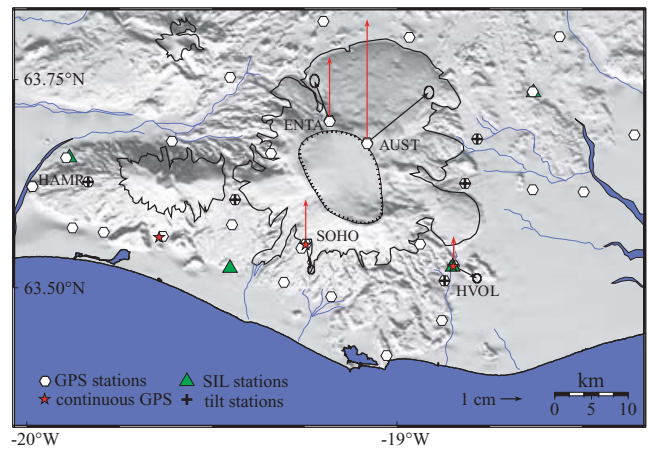 63.75°N
ENTA
AUST
HAMR
SOHO
63.50°N
HVOL
GPS stations
SIL stations
continuous GPS
tilt stations
1 cm
km
0 5 10
-20°W
-19°W